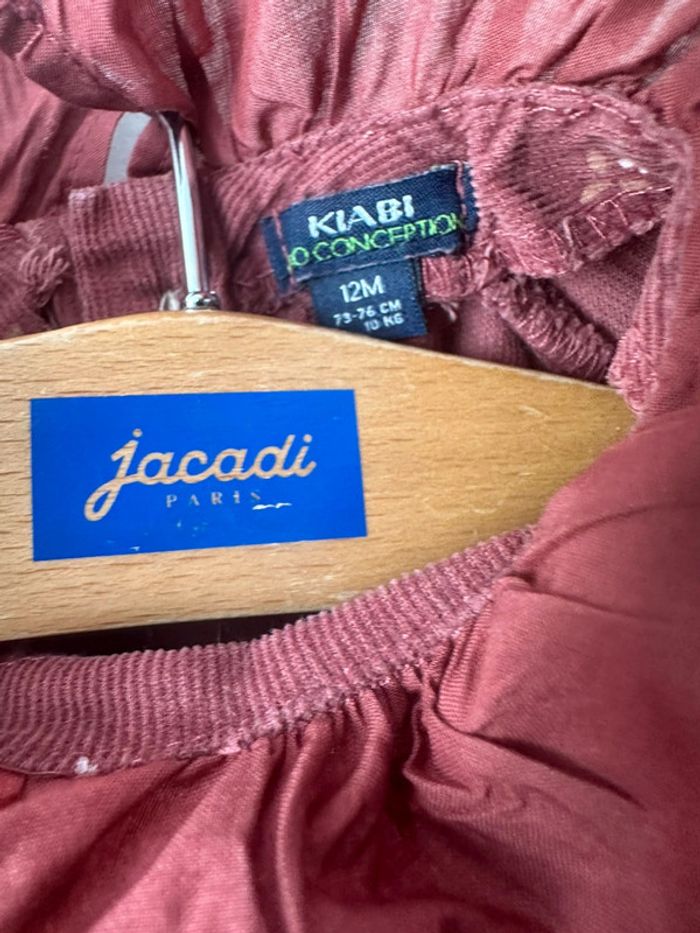 KIABI
O CONCEPTION
12M
73-76 CM
10 KG
jacadi
PARIS